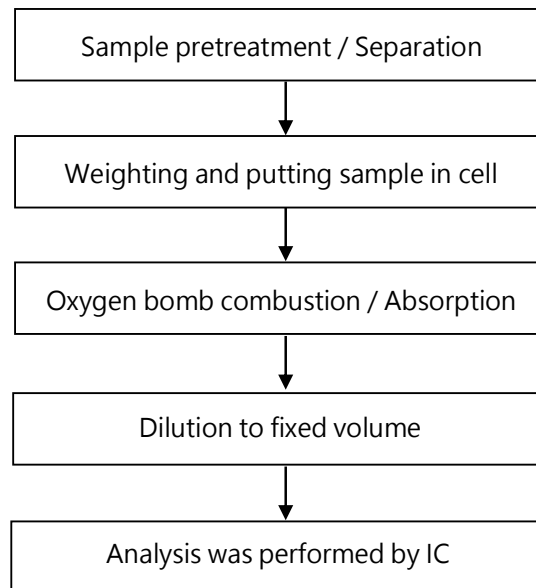 Sample pretreatment / Separation
Weighting and putting sample in cell
Oxygen bomb combustion / Absorption
Dilution to fixed volume
Analysis was performed by IC